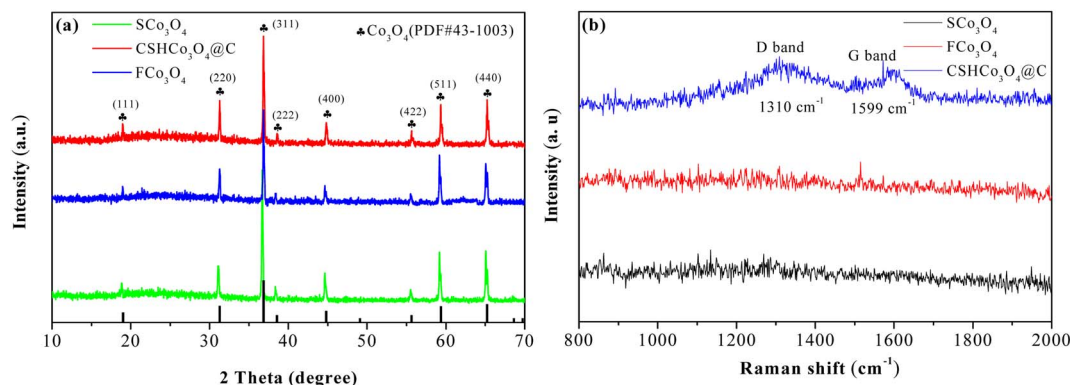 (a)
SCo₃O₄
CSHCo₃O₄@C
FCo₃O₄
♣Co₃O₄(PDF#43-1003)
(111)
(220)
(311)
(222)
(400)
(422)
(511)
(440)
Intensity (a.u.)
10 20 30 40 50 60 70
2 Theta (degree)
(b)
SCo₃O₄
FCo₃O₄
CSHCo₃O₄@C
D band
G band
1310 cm⁻¹
1599 cm⁻¹
Intensity (a. u)
800 1000 1200 1400 1600 1800 2000
Raman shift (cm⁻¹)